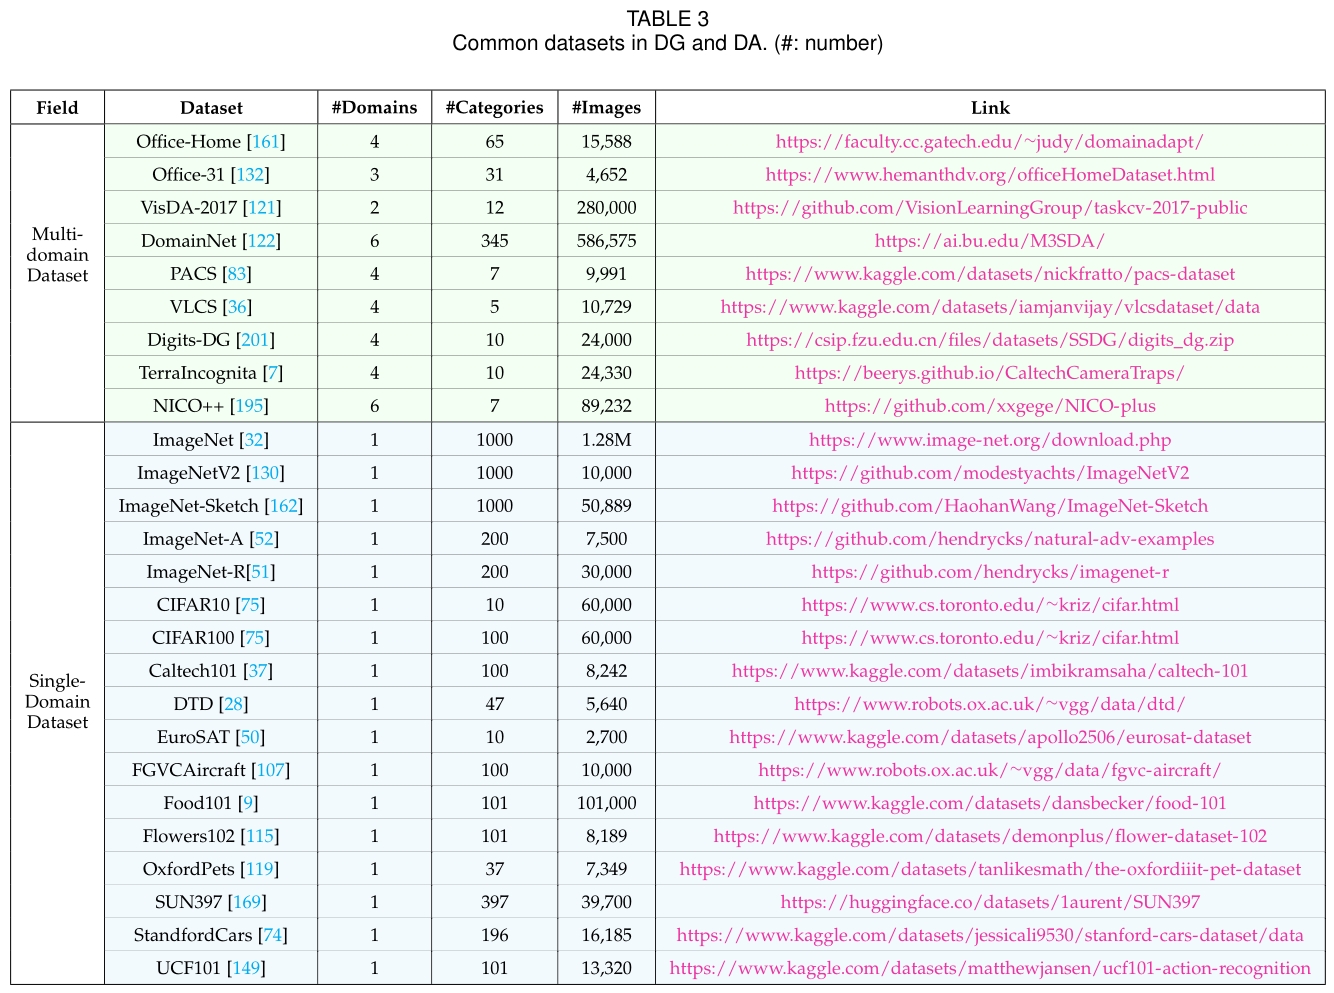 TABLE 3
Common datasets in DG and DA. (#: number)
Field Dataset #Domains #Categories #Images Link
Multi-
domain
Dataset
Office-Home [161] 4 65 15,588 https://faculty.cc.gatech.edu/~judy/domainadapt/
Office-31 [132] 3 31 4,652 https://www.hemanthdv.org/officeHomeDataset.html
VisDA-2017 [121] 2 12 280,000 https://github.com/VisionLearningGroup/taskcv-2017-public
DomainNet [122] 6 345 586,575 https://ai.bu.edu/M3SDA/
PACS [83] 4 7 9,991 https://www.kaggle.com/datasets/nickfratto/pacs-dataset
VLCS [36] 4 5 10,729 https://www.kaggle.com/datasets/iamjanvijay/vlcsdataset/data
Digits-DG [201] 4 10 24,000 https://csip.fzu.edu.cn/files/datasets/SSDG/digits_dg.zip
TerraIncognita [7] 4 10 24,330 https://beerys.github.io/CaltechCameraTraps/
NICO++ [195] 6 7 89,232 https://github.com/xxgege/NICO-plus
Single-
Domain
Dataset
ImageNet [32] 1 1000 1.28M https://www.image-net.org/download.php
ImageNetV2 [130] 1 1000 10,000 https://github.com/modestyachts/ImageNetV2
ImageNet-Sketch [162] 1 1000 50,889 https://github.com/HaohanWang/ImageNet-Sketch
ImageNet-A [52] 1 200 7,500 https://github.com/hendrycks/natural-adv-examples
ImageNet-R[51] 1 200 30,000 https://github.com/hendrycks/imagenet-r
CIFAR10 [75] 1 10 60,000 https://www.cs.toronto.edu/~kriz/cifar.html
CIFAR100 [75] 1 100 60,000 https://www.cs.toronto.edu/~kriz/cifar.html
Caltech101 [37] 1 100 8,242 https://www.kaggle.com/datasets/imbikramsaha/caltech-101
DTD [28] 1 47 5,640 https://www.robots.ox.ac.uk/~vgg/data/dtd/
EuroSAT [50] 1 10 2,700 https://www.kaggle.com/datasets/apollo2506/eurosat-dataset
FGVCAircraft [107] 1 100 10,000 https://www.robots.ox.ac.uk/~vgg/data/fgvc-aircraft/
Food101 [9] 1 101 101,000 https://www.kaggle.com/datasets/dansbecker/food-101
Flowers102 [115] 1 101 8,189 https://www.kaggle.com/datasets/demonplus/flower-dataset-102
OxfordPets [119] 1 37 7,349 https://www.kaggle.com/datasets/tanlikesmath/the-oxfordiiit-pet-dataset
SUN397 [169] 1 397 39,700 https://huggingface.co/datasets/1aurent/SUN397
StandfordCars [74] 1 196 16,185 https://www.kaggle.com/datasets/jessicali9530/stanford-cars-dataset/data
UCF101 [149] 1 101 13,320 https://www.kaggle.com/datasets/matthewjansen/ucf101-action-recognition